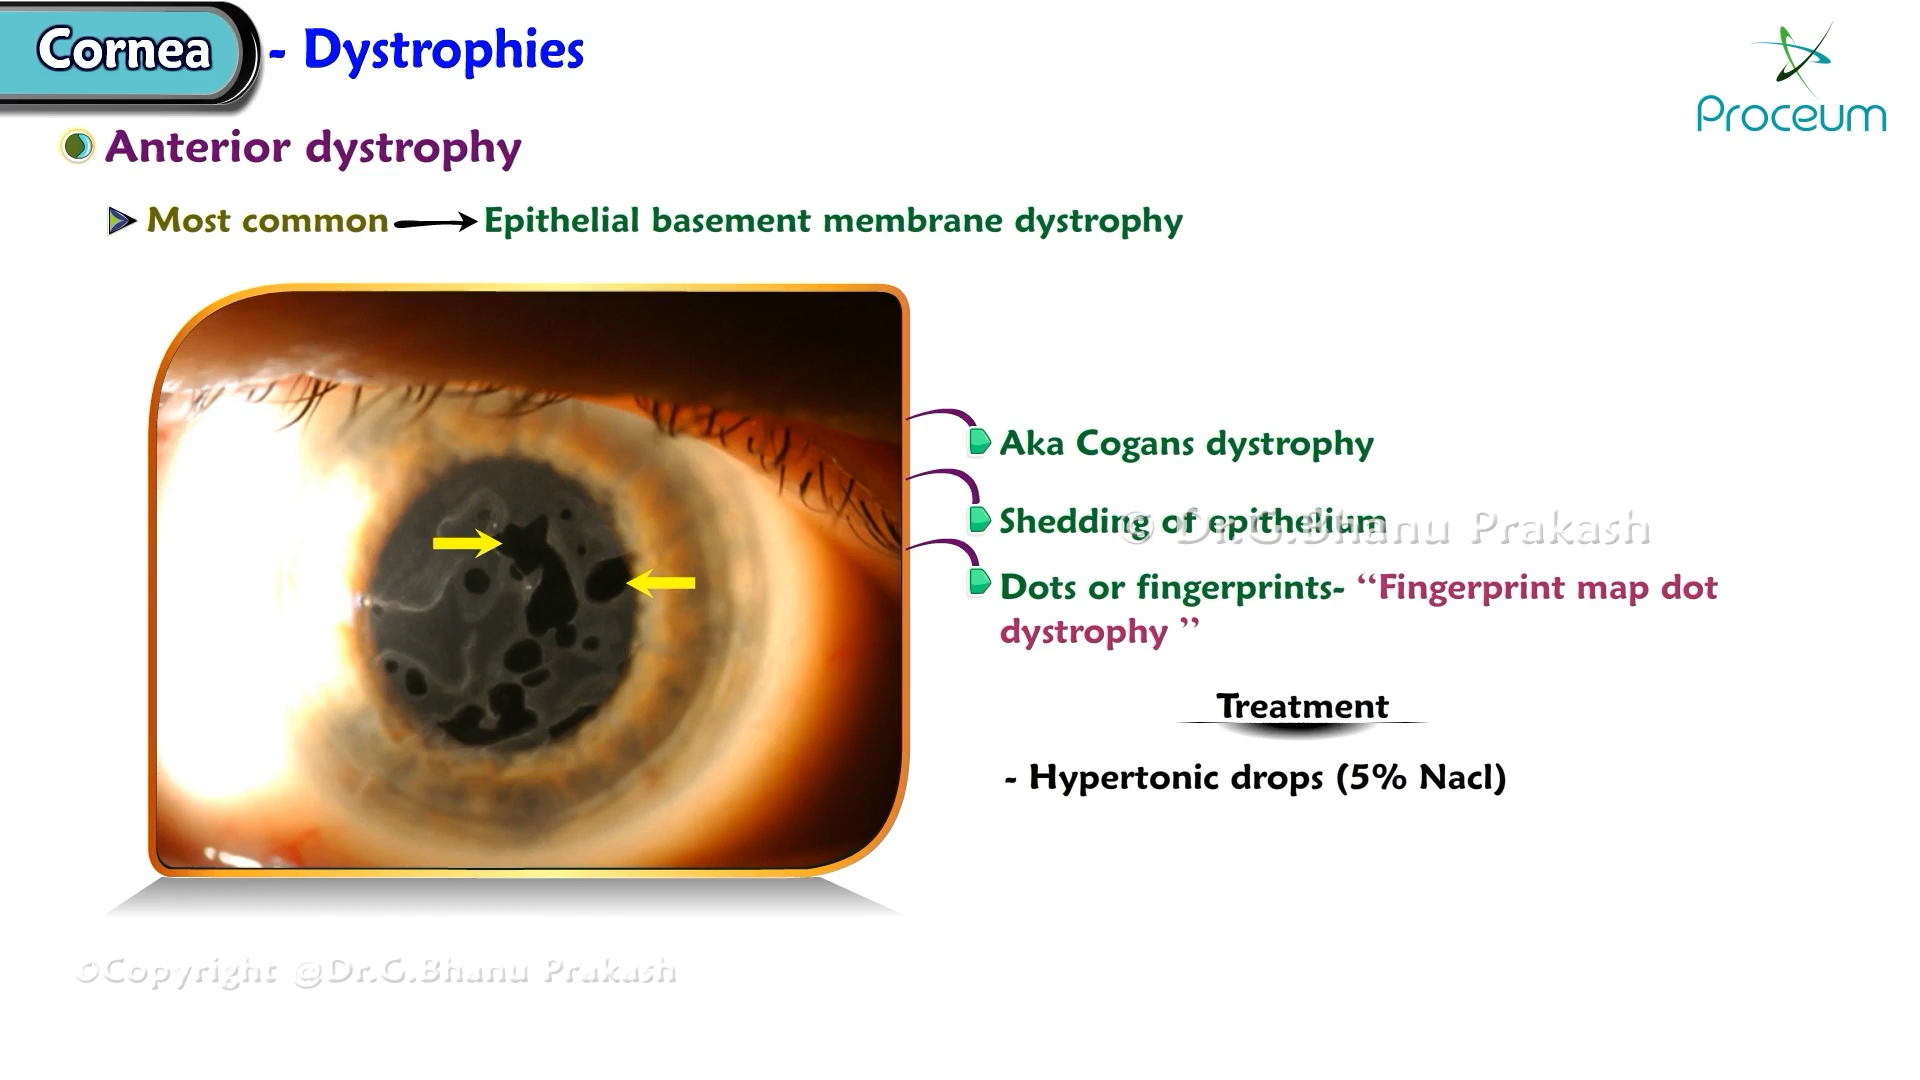 Cornea - Dystrophies
Proceum
Anterior dystrophy
Most common Epithelial basement membrane dystrophy
Aka Cogans dystrophy
Shedding of epithelium
© Dr.G.Bhanu Prakash
Dots or fingerprints- “Fingerprint map dot
dystrophy ”
Treatment
- Hypertonic drops (5% Nacl)
©Copyright @Dr.G.Bhanu Prakash